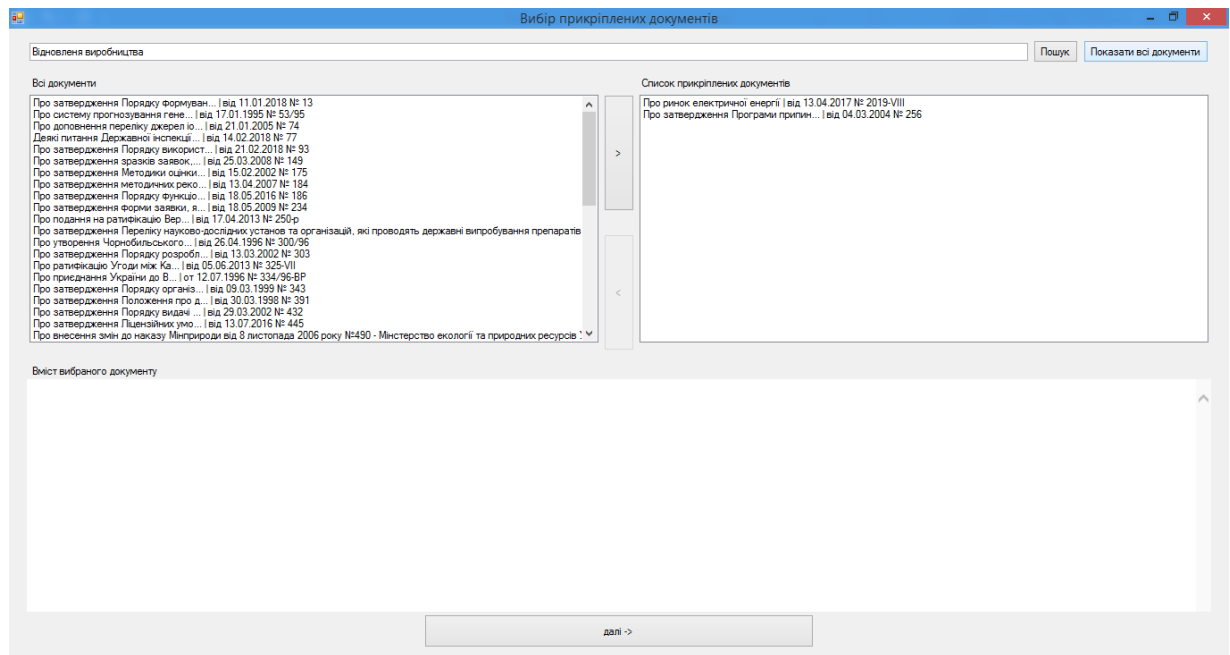 Вибір прикріплених документів
Відновленя виробництва
Пошук
Показати всі документи
Всі документи
Про затвердження Порядку формуван... | від 11.01.2018 № 13
Про систему прогнозування гене... | від 17.01.1995 № 53/95
Про доповнення переліку джерел іо... | від 21.01.2005 № 74
Деякі питання Державної інспекції... | від 14.02.2018 № 77
Про затвердження Порядку використ... | від 21.02.2018 № 93
Про затвердження зразків заявок,... | від 25.03.2008 № 149
Про затвердження Методики оцінки... | від 15.02.2002 № 175
Про затвердження методичних реко... | від 13.04.2007 № 184
Про затвердження Порядку функціо... | від 18.05.2016 № 186
Про затвердження форми заявки, я... | від 18.05.2009 № 234
Про подання на ратифікацію Вер... | від 17.04.2013 № 250-р
Про затвердження Переліку науково-дослідних установ та організацій, які проводять державні випробування препаратів
Про утворення Чорнобильського... | від 26.04.1996 № 300/96
Про затвердження Порядку розробл... | від 13.03.2002 № 303
Про ратифікацію Угоди між Ка... | від 05.06.2013 № 325-VII
Про приєднання України до В... | от 12.07.1996 № 334/96-ВР
Про затвердження Порядку організ... | від 09.03.1999 № 343
Про затвердження Положення про д... | від 30.03.1998 № 391
Про затвердження Порядку видачі ... | від 29.03.2002 № 432
Про затвердження Ліцензійних умо... | від 13.07.2016 № 445
Про внесення змін до наказу Мінприроди від 8 листопада 2006 року №490 - Мінстерство екології та природних ресурсів
>
<
Список прикріплених документів
Про ринок електричної енергії | від 13.04.2017 № 2019-VIII
Про затвердження Програми припин... | від 04.03.2004 № 256
Вміст вибраного документу
далі ->